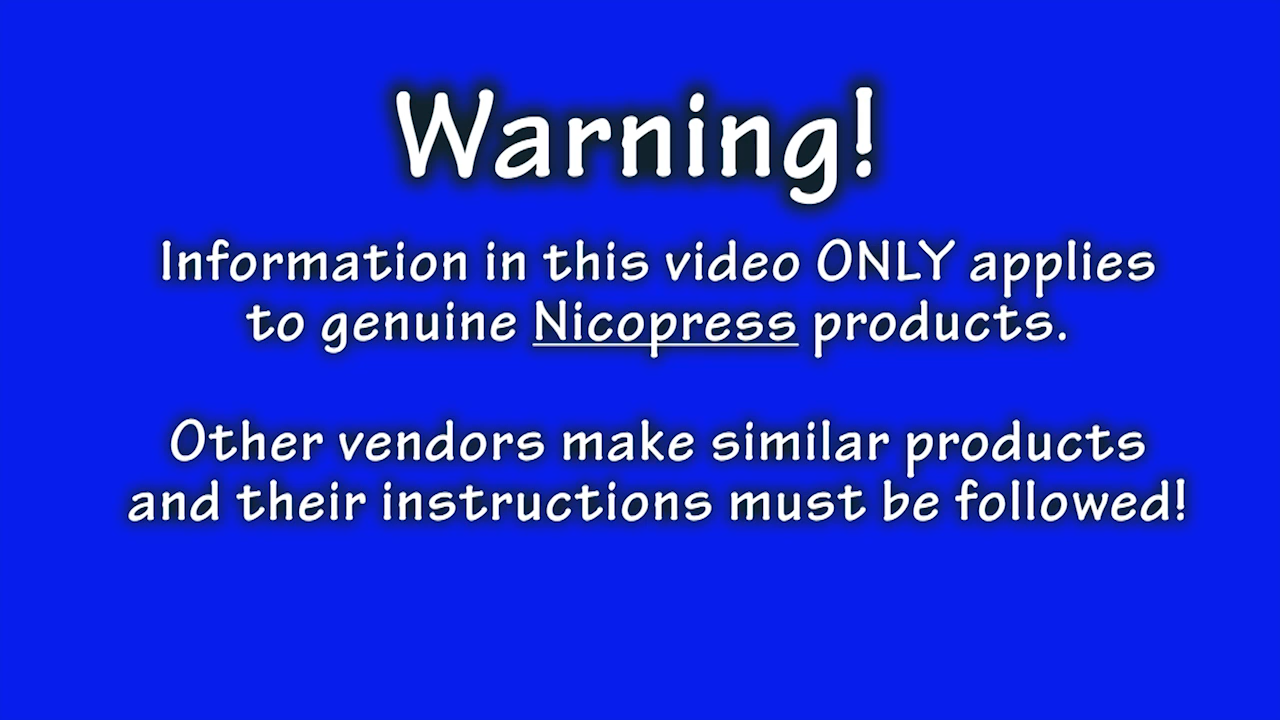 Warning!
Information in this video ONLY applies
to genuine Nicopress products.
Other vendors make similar products
and their instructions must be followed!